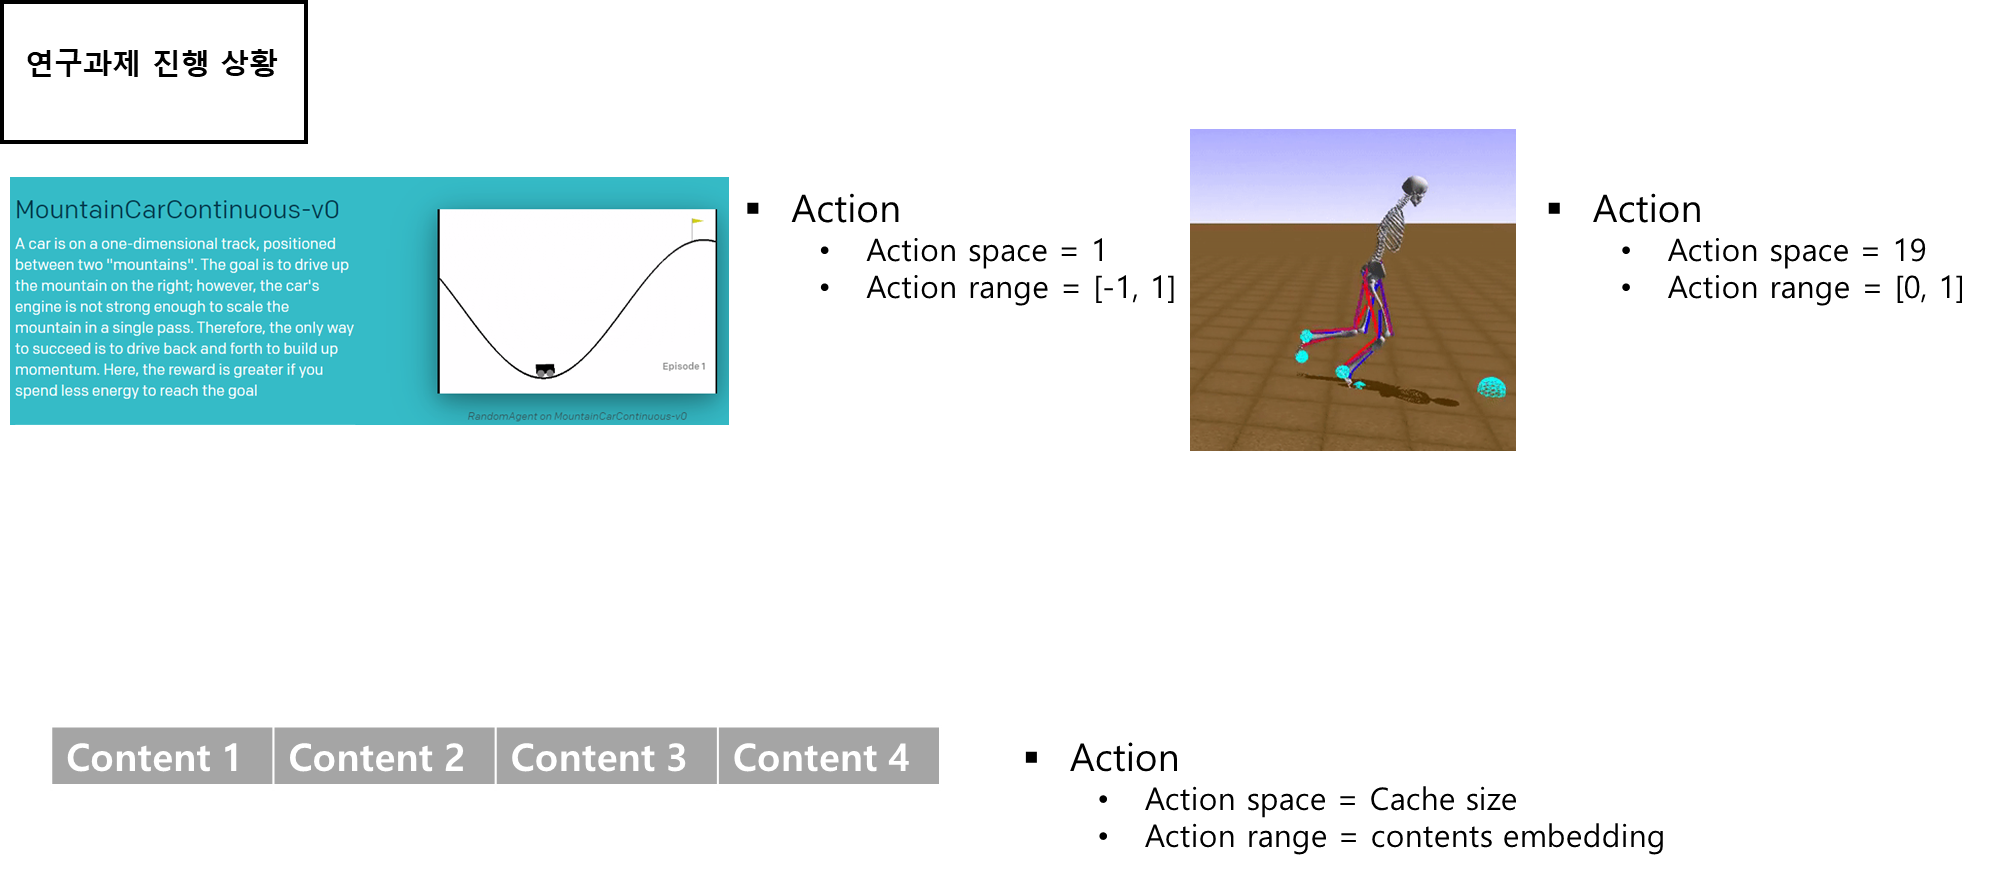 연구과제 진행 상황
MountainCarContinuous-v0
A car is on a one-dimensional track, positioned
between two "mountains". The goal is to drive up
the mountain on the right; however, the car's
engine is not strong enough to scale the
mountain in a single pass. Therefore, the only way
to succeed is to drive back and forth to build up
momentum. Here, the reward is greater if you
spend less energy to reach the goal
Episode 1
RandomAgent on MountainCarContinuous-v0
▪ Action
• Action space = 1
• Action range = [-1, 1]
▪ Action
• Action space = 19
• Action range = [0, 1]
Content 1 Content 2 Content 3 Content 4
▪ Action
• Action space = Cache size
• Action range = contents embedding